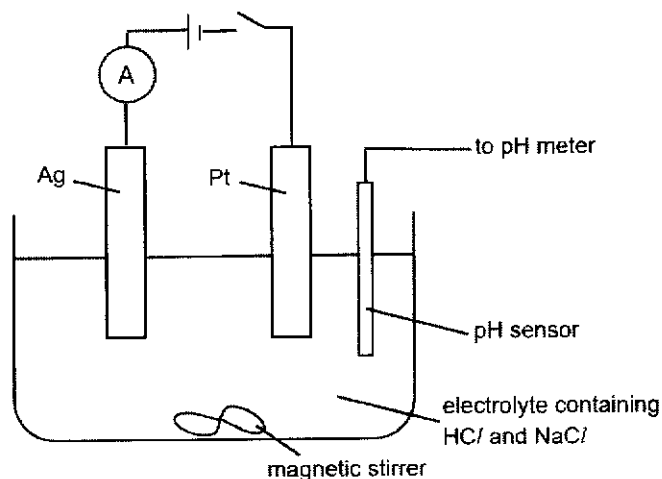 A
Ag
Pt
to pH meter
pH sensor
electrolyte containing
HCl and NaCl
magnetic stirrer